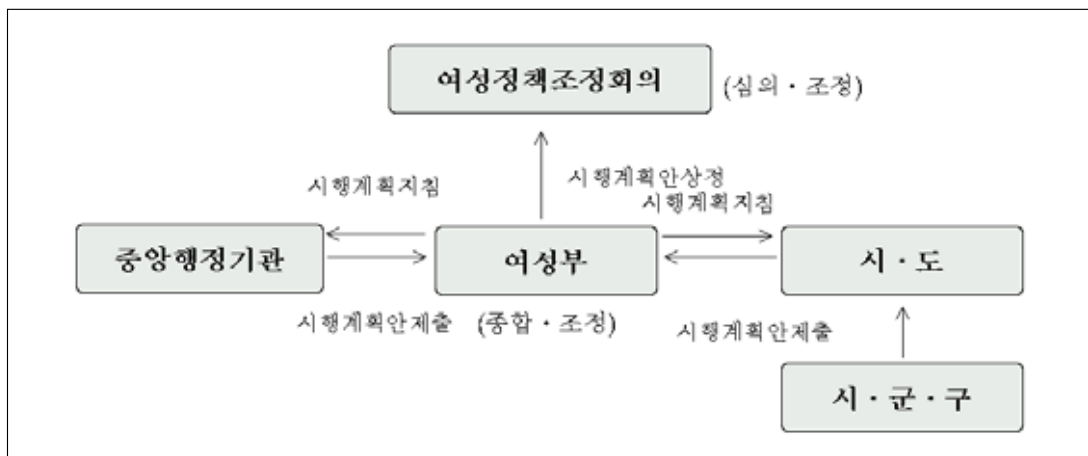 여성정책조정회의 (심의 · 조정)
시행계획지침
시행계획안상정
시행계획지침
중앙행정기관
여성부
시 · 도
시행계획안제출
(종합 · 조정)
시행계획안제출
시 · 군 · 구